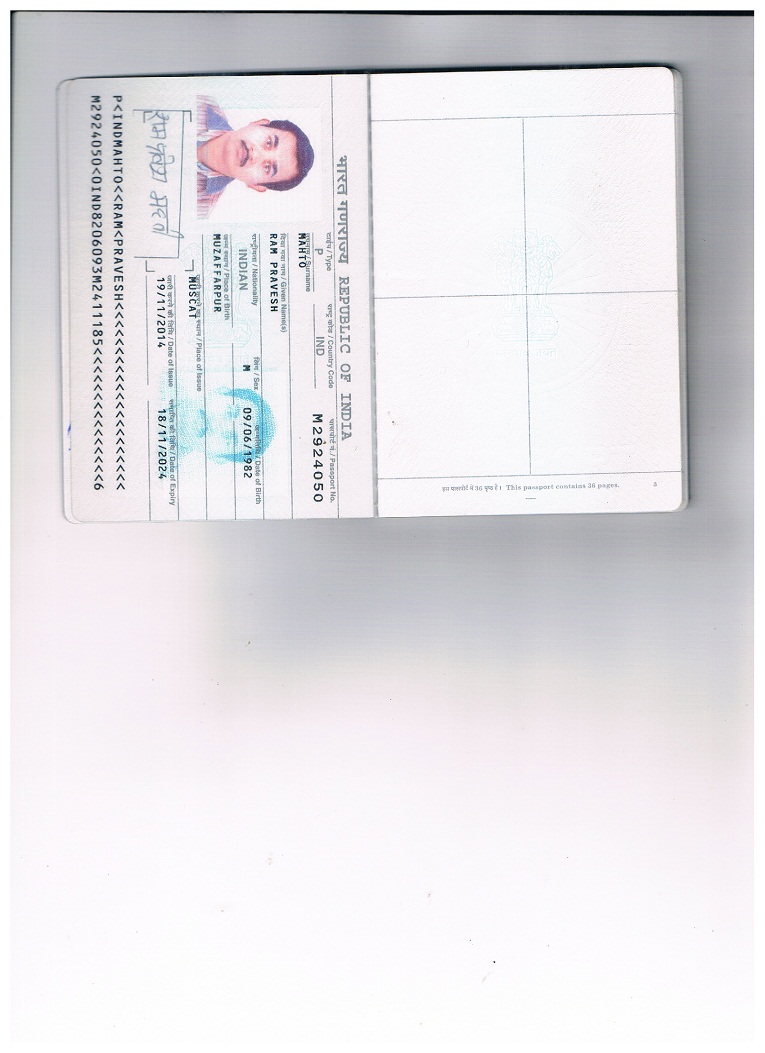 भारत गणराज्य REPUBLIC OF INDIA
टाईप / Type
P
राष्ट्र कोड / Country Code
IND
पासपोर्ट नं. / Passport No.
M2924050
उपनाम / Surname
MAHTO
दिया गया नाम / Given Name(s)
RAM PRAVESH
राष्ट्रीयता / Nationality
INDIAN
लिंग / Sex
M
जन्मतिथि / Date of Birth
09/06/1982
जन्म स्थान / Place of Birth
MUZAFFARPUR
जारी करने का स्थान / Place of Issue
MUSCAT
जारी करने की तिथि / Date of Issue
19/11/2014
समाप्ति की तिथि / Date of Expiry
18/11/2024
राम प्रवेश महतो
P<INDMAHTO<<RAM<PRAVESH<<<<<<<<<<<<<<<<<<<<<
M2924050<0IND8206093M2411185<<<<<<<<<<<<<<<6
इस पासपोर्ट में 36 पृष्ठ हैं। This passport contains 36 pages.
3